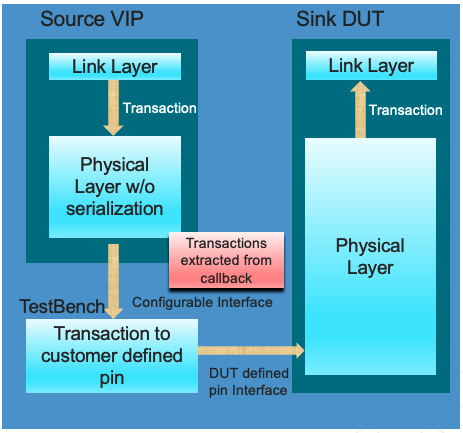 Source VIP
Sink DUT
Link Layer
Transaction
Physical
Layer w/o
serialization
Transactions
extracted from
callback
Configurable Interface
TestBench
Transaction to
customer defined
pin
DUT defined
pin Interface
Link Layer
Transaction
Physical
Layer